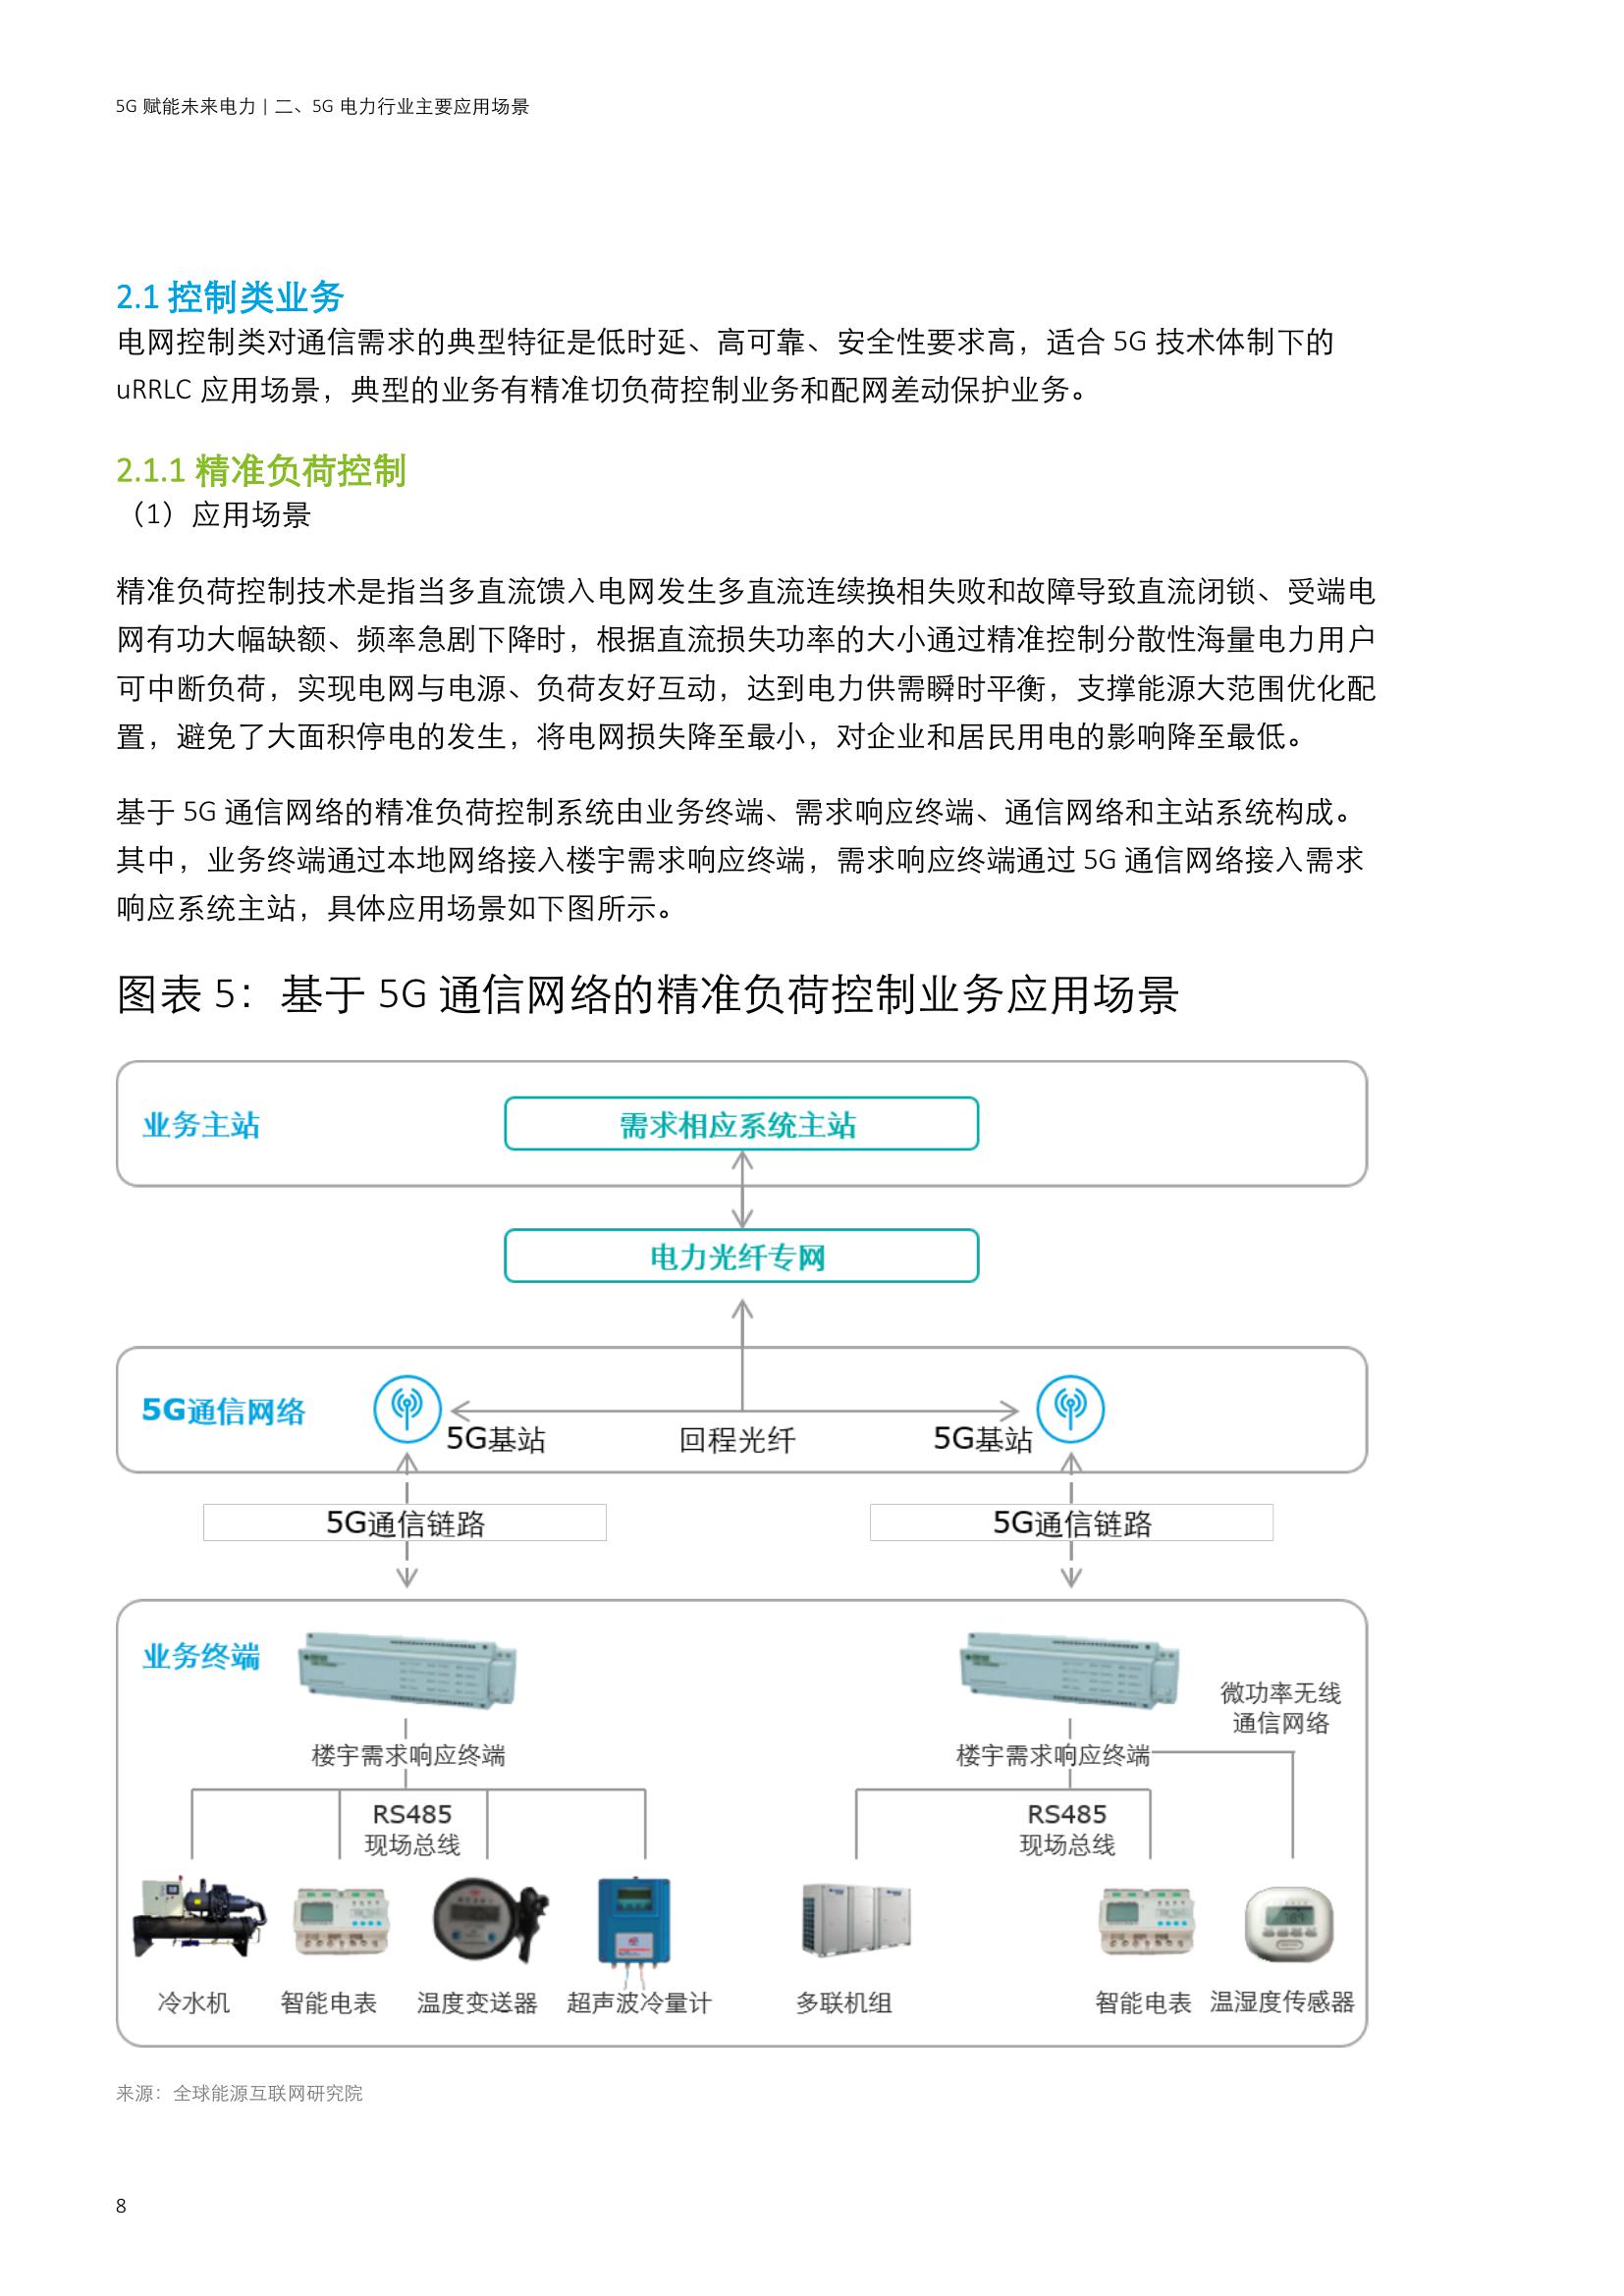 5G 赋能未来电力 | 二、5G 电力行业主要应用场景
2.1 控制类业务
电网控制类对通信需求的典型特征是低时延、高可靠、安全性要求高，适合 5G 技术体制下的
uRRLC 应用场景，典型的业务有精准切负荷控制业务和配网差动保护业务。
2.1.1 精准负荷控制
（1）应用场景
精准负荷控制技术是指当多直流馈入电网发生多直流连续换相失败和故障导致直流闭锁、受端电
网有功大幅缺额、频率急剧下降时，根据直流损失功率的大小通过精准控制分散性海量电力用户
可中断负荷，实现电网与电源、负荷友好互动，达到电力供需瞬时平衡，支撑能源大范围优化配
置，避免了大面积停电的发生，将电网损失降至最小，对企业和居民用电的影响降至最低。
基于 5G 通信网络的精准负荷控制系统由业务终端、需求响应终端、通信网络和主站系统构成。
其中，业务终端通过本地网络接入楼宇需求响应终端，需求响应终端通过 5G 通信网络接入需求
响应系统主站，具体应用场景如下图所示。
图表 5：基于 5G 通信网络的精准负荷控制业务应用场景
业务主站
需求相应系统主站
电力光纤专网
5G通信网络
5G基站
回程光纤
5G基站
5G通信链路
5G通信链路
业务终端
微功率无线
通信网络
楼宇需求响应终端
楼宇需求响应终端
RS485
现场总线
RS485
现场总线
冷水机
智能电表
温度变送器
超声波冷量计
多联机组
智能电表
温湿度传感器
来源：全球能源互联网研究院
8